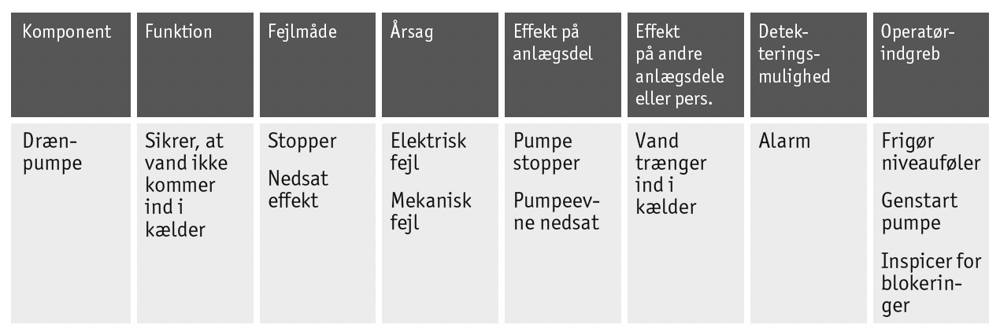 Komponent
Funktion
Fejlmåde
Årsag
Effekt på
anlægsdel
Effekt
på andre
anlægsdele
eller pers.
Detek-
terings-
mulighed
Operatør-
indgreb
Dræn-
pumpe
Sikrer, at
vand ikke
kommer
ind i
kælder
Stopper
Nedsat
effekt
Elektrisk
fejl
Mekanisk
fejl
Pumpe
stopper
Pumpeev-
ne nedsat
Vand
trænger
ind i
kælder
Alarm
Frigør
niveauføler
Genstart
pumpe
Inspicer for
blokerin-
ger